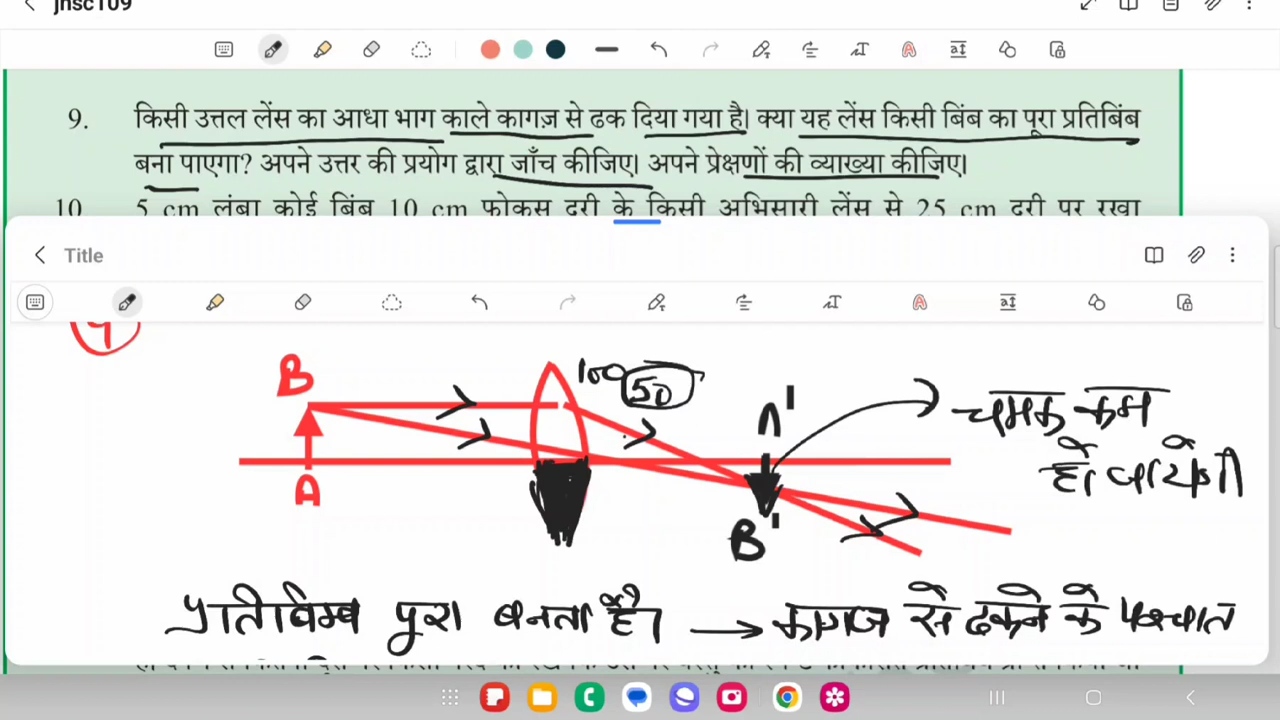 jhsc109
9. किसी उत्तल लेंस का आधा भाग काले कागज़ से ढक दिया गया है। क्या यह लेंस किसी बिंब का पूरा प्रतिबिंब
बना पाएगा? अपने उत्तर की प्रयोग द्वारा जाँच कीजिए। अपने प्रेक्षणों की व्याख्या कीजिए।
10. 5 cm लंबा कोई बिंब 10 cm फोकस दूरी के किसी अभिसारी लेंस से 25 cm दूरी पर रखा
Title
B
100 50
A'
चमक कम
हो जायेगी
A
B'
प्रतिबिम्ब पुरा बनता है। → कागज से ढकने के पश्चात